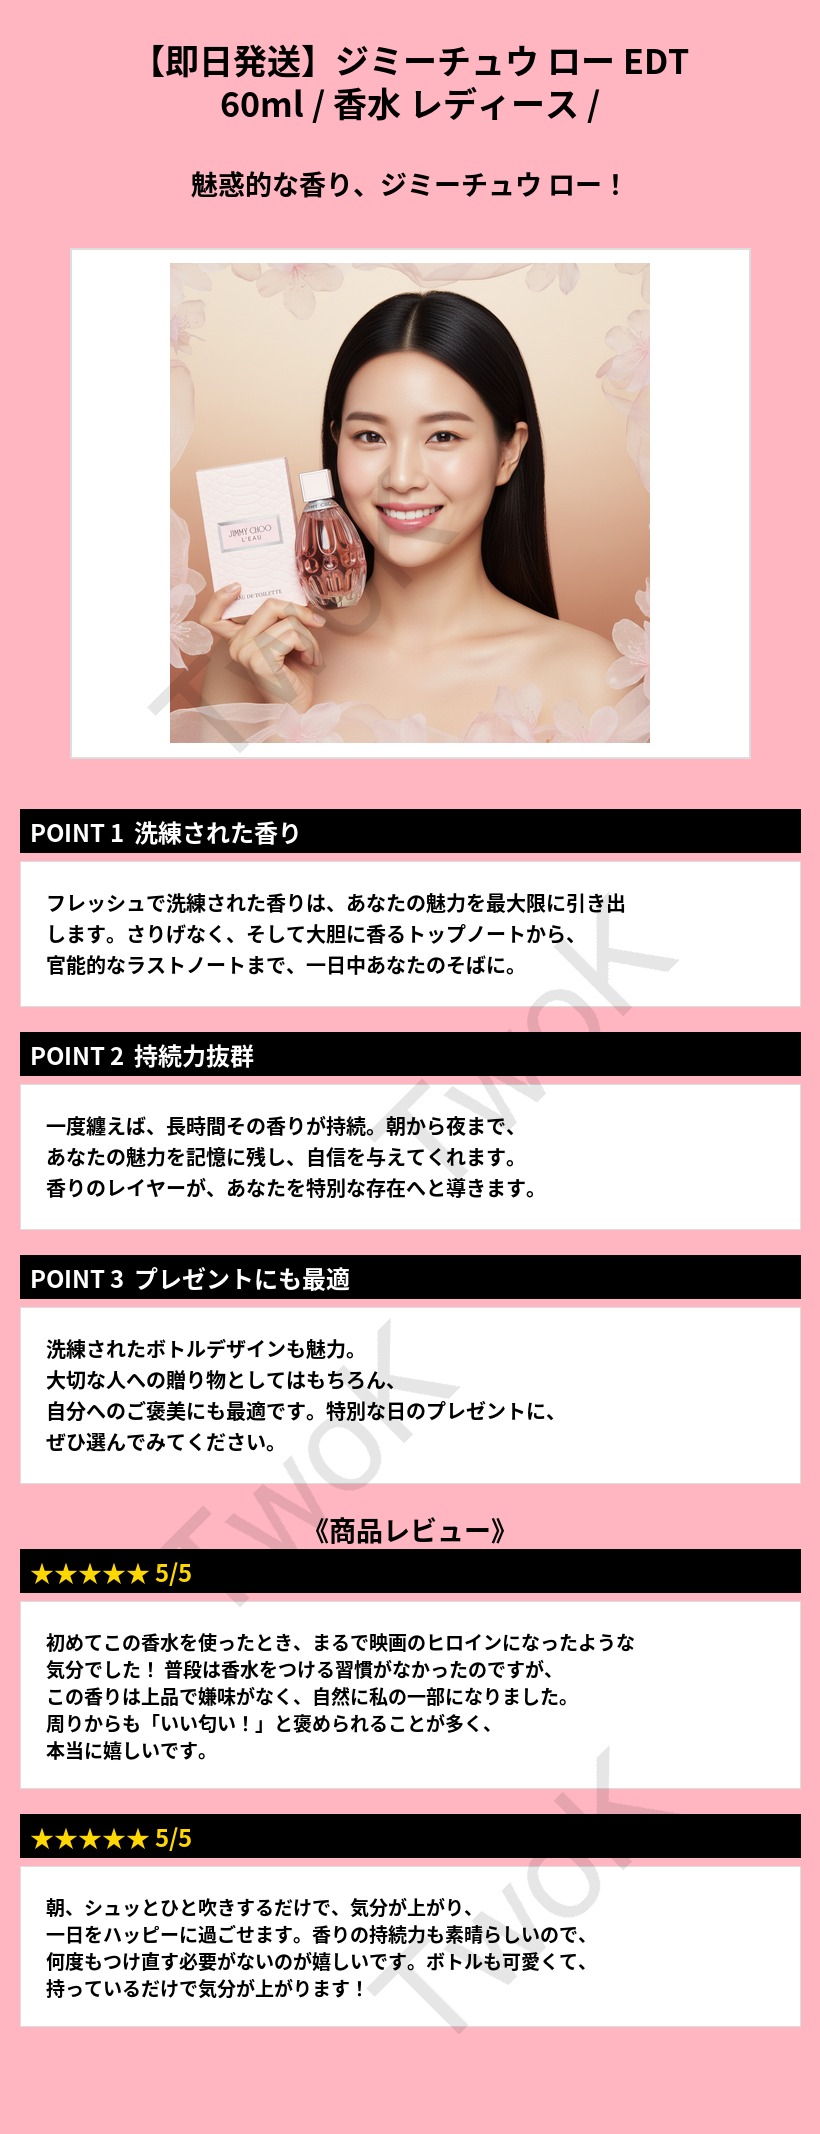 【即日発送】ジミーチュウ ロー EDT
60ml / 香水 レディース /
魅惑的な香り、ジミーチュウ ロー！
JIMMY CHOO
L'EAU
EAU DE TOILETTE
JIMMY CHOO
TwoK
POINT 1 洗練された香り
フレッシュで洗練された香りは、あなたの魅力を最大限に引き出
します。さりげなく、そして大胆に香るトップノートから、
官能的なラストノートまで、一日中あなたのそばに。
TwoK
POINT 2 持続力抜群
一度纏えば、長時間その香りが持続。朝から夜まで、
あなたの魅力を記憶に残し、自信を与えてくれます。
香りのレイヤーが、あなたを特別な存在へと導きます。
POINT 3 プレゼントにも最適
洗練されたボトルデザインも魅力。
大切な人への贈り物としてはもちろん、
自分へのご褒美にも最適です。特別な日のプレゼントに、
ぜひ選んでみてください。
TwoK
《商品レビュー》
★★★★★ 5/5
初めてこの香水を使ったとき、まるで映画のヒロインになったような
気分でした！ 普段は香水をつける習慣がなかったのですが、
この香りは上品で嫌味がなく、自然に私の一部になりました。
周りからも「いい匂い！」と褒められることが多く、
本当に嬉しいです。
★★★★★ 5/5
朝、シュッとひと吹きするだけで、気分が上がり、
一日をハッピーに過ごせます。香りの持続力も素晴らしいので、
何度もつけ直す必要がないのが嬉しいです。ボトルも可愛くて、
持っているだけで気分が上がります！
TwoK